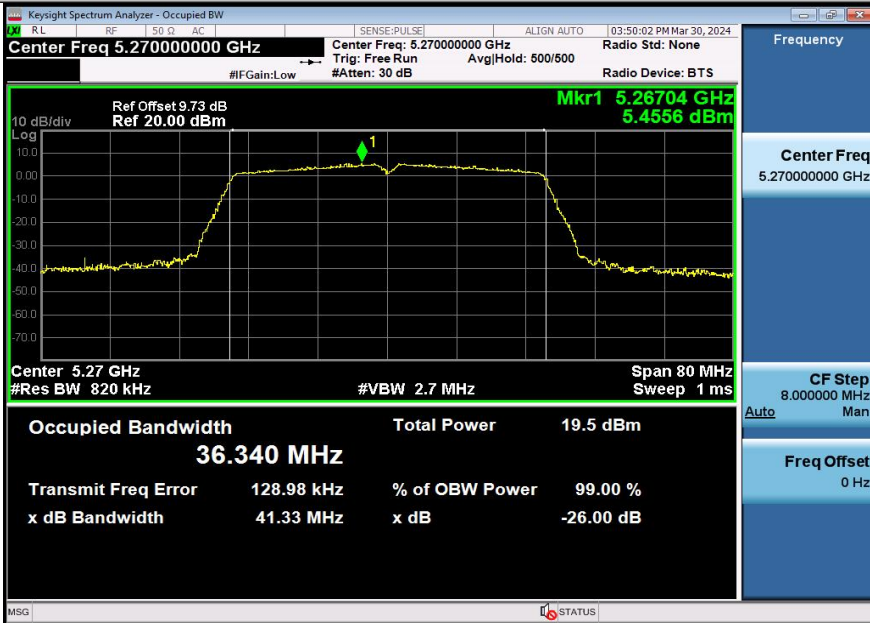 Keysight Spectrum Analyzer - Occupied BW
LXI RL RF 50 Ω AC SENSE:PULSE ALIGN AUTO 03:50:02 PM Mar 30, 2024
Center Freq 5.270000000 GHz
Center Freq: 5.270000000 GHz Radio Std: None
Trig: Free Run Avg|Hold: 500/500
#IFGain:Low #Atten: 30 dB Radio Device: BTS
Frequency
Ref Offset 9.73 dB Mkr1 5.26704 GHz
10 dB/div Ref 20.00 dBm 5.4556 dBm
Log
1
10.0
0.00
-10.0
-20.0
-30.0
-40.0
-50.0
-60.0
-70.0
Center 5.27 GHz Span 80 MHz
#Res BW 820 kHz #VBW 2.7 MHz Sweep 1 ms
Occupied Bandwidth Total Power 19.5 dBm
36.340 MHz
Transmit Freq Error 128.98 kHz % of OBW Power 99.00 %
x dB Bandwidth 41.33 MHz x dB -26.00 dB
Center Freq
5.270000000 GHz
CF Step
8.000000 MHz
Auto Man
Freq Offset
0 Hz
MSG STATUS